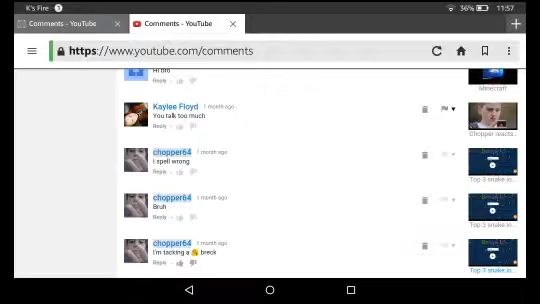 K's Fire 1 36% 11:57
Comments - YouTube Comments - YouTube
https://www.youtube.com/comments
Hi bro
Reply
Minecraft
Kaylee Floyd 1 month ago
You talk too much
Reply
Chopper reacts...
chopper64 1 month ago
I spell wrong
Reply
Top 3 snake.io...
chopper64 1 month ago
Bruh
Reply
Top 3 snake.io...
chopper64 1 month ago
I'm tacking a breck
Reply
Top 3 snake.io...